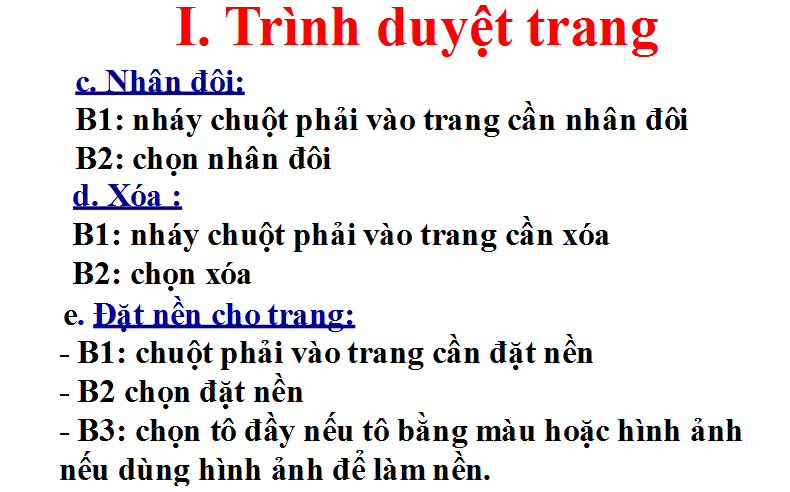 I. Trình duyệt trang
c. Nhân đôi:
B1: nháy chuột phải vào trang cần nhân đôi
B2: chọn nhân đôi
d. Xóa :
B1: nháy chuột phải vào trang cần xóa
B2: chọn xóa
e. Đặt nền cho trang:
- B1: chuột phải vào trang cần đặt nền
- B2 chọn đặt nền
- B3: chọn tô đầy nếu tô bằng màu hoặc hình ảnh
nếu dùng hình ảnh để làm nền.